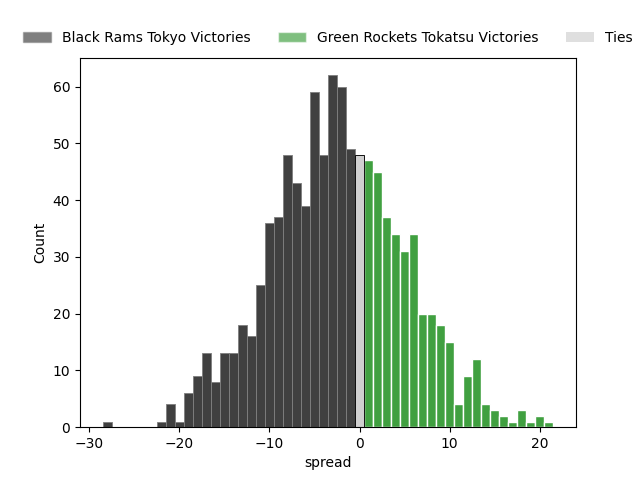 Black Rams Tokyo Victories Green Rockets Tokatsu Victories Ties
60
50
40
30
20
10
0
Count
−30 −20 −10 0 10 20
spread